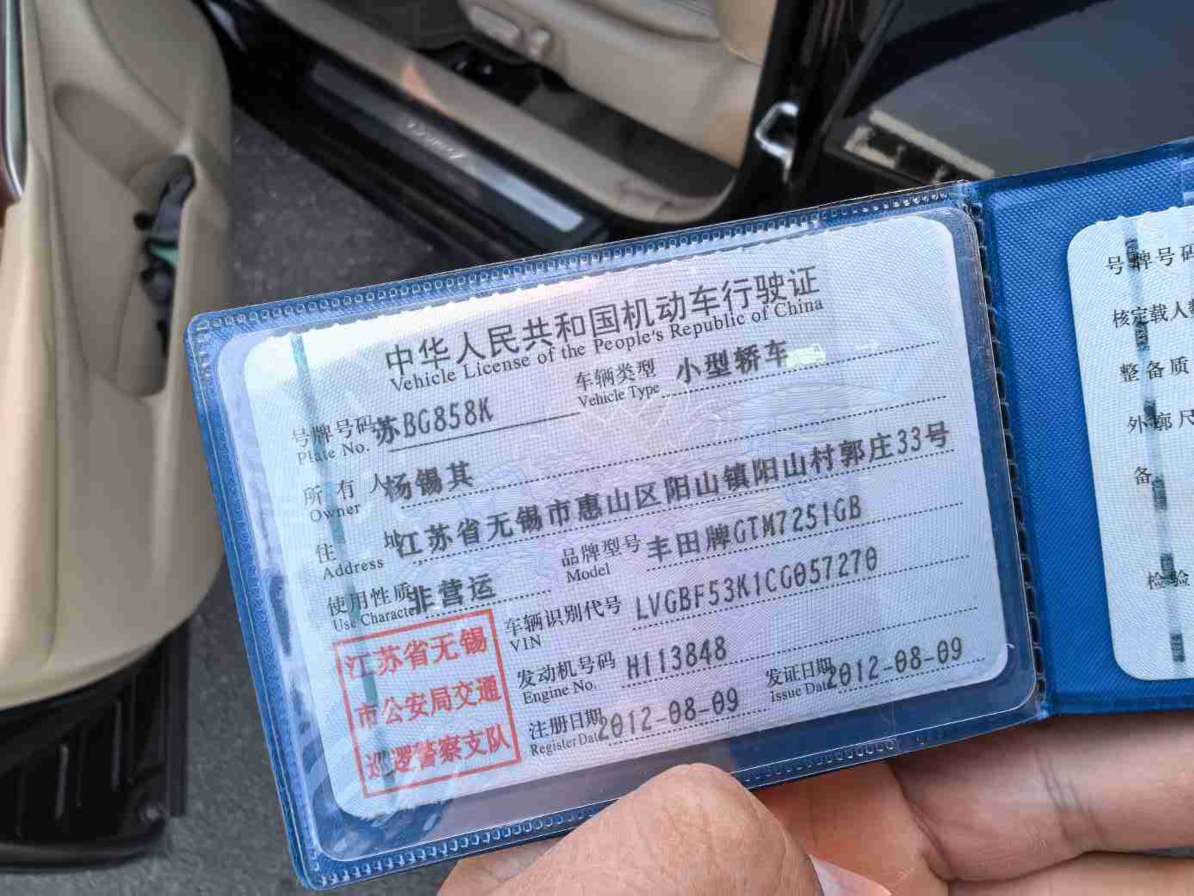 中华人民共和国机动车行驶证
Vehicle License of the People's Republic of China
号牌号码 苏BG858K 车辆类型 小型轿车
Plate No. Vehicle Type
所有人 杨锡其
Owner
住址 江苏省无锡市惠山区阳山镇阳山村郭庄33号
Address
使用性质 非营运 品牌型号 丰田牌GTM7251GB
Use Character Model
车辆识别代号 LVGBF53K1CG057270
VIN
发动机号码 H113848
Engine No.
注册日期 2012-08-09 发证日期 2012-08-09
Register Date Issue Date
江苏省无锡
市公安局交通
巡逻警察支队
号牌号码
核定载人数
整备质
外廓尺
备
检验